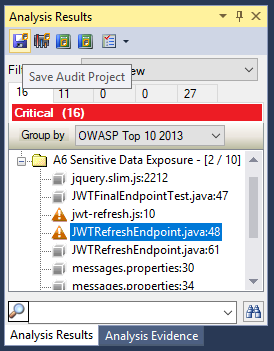 Analysis Results
Save Audit Project
16 11 0 0 27
Critical (16)
Group by OWASP Top 10 2013
A6 Sensitive Data Exposure - [2 / 10]
jquery.slim.js:2212
JWTFinalEndpointTest.java:47
jwt-refresh.js:10
JWTRefreshEndpoint.java:48
JWTRefreshEndpoint.java:61
messages.properties:30
messages.properties:34
Analysis Results Analysis Evidence